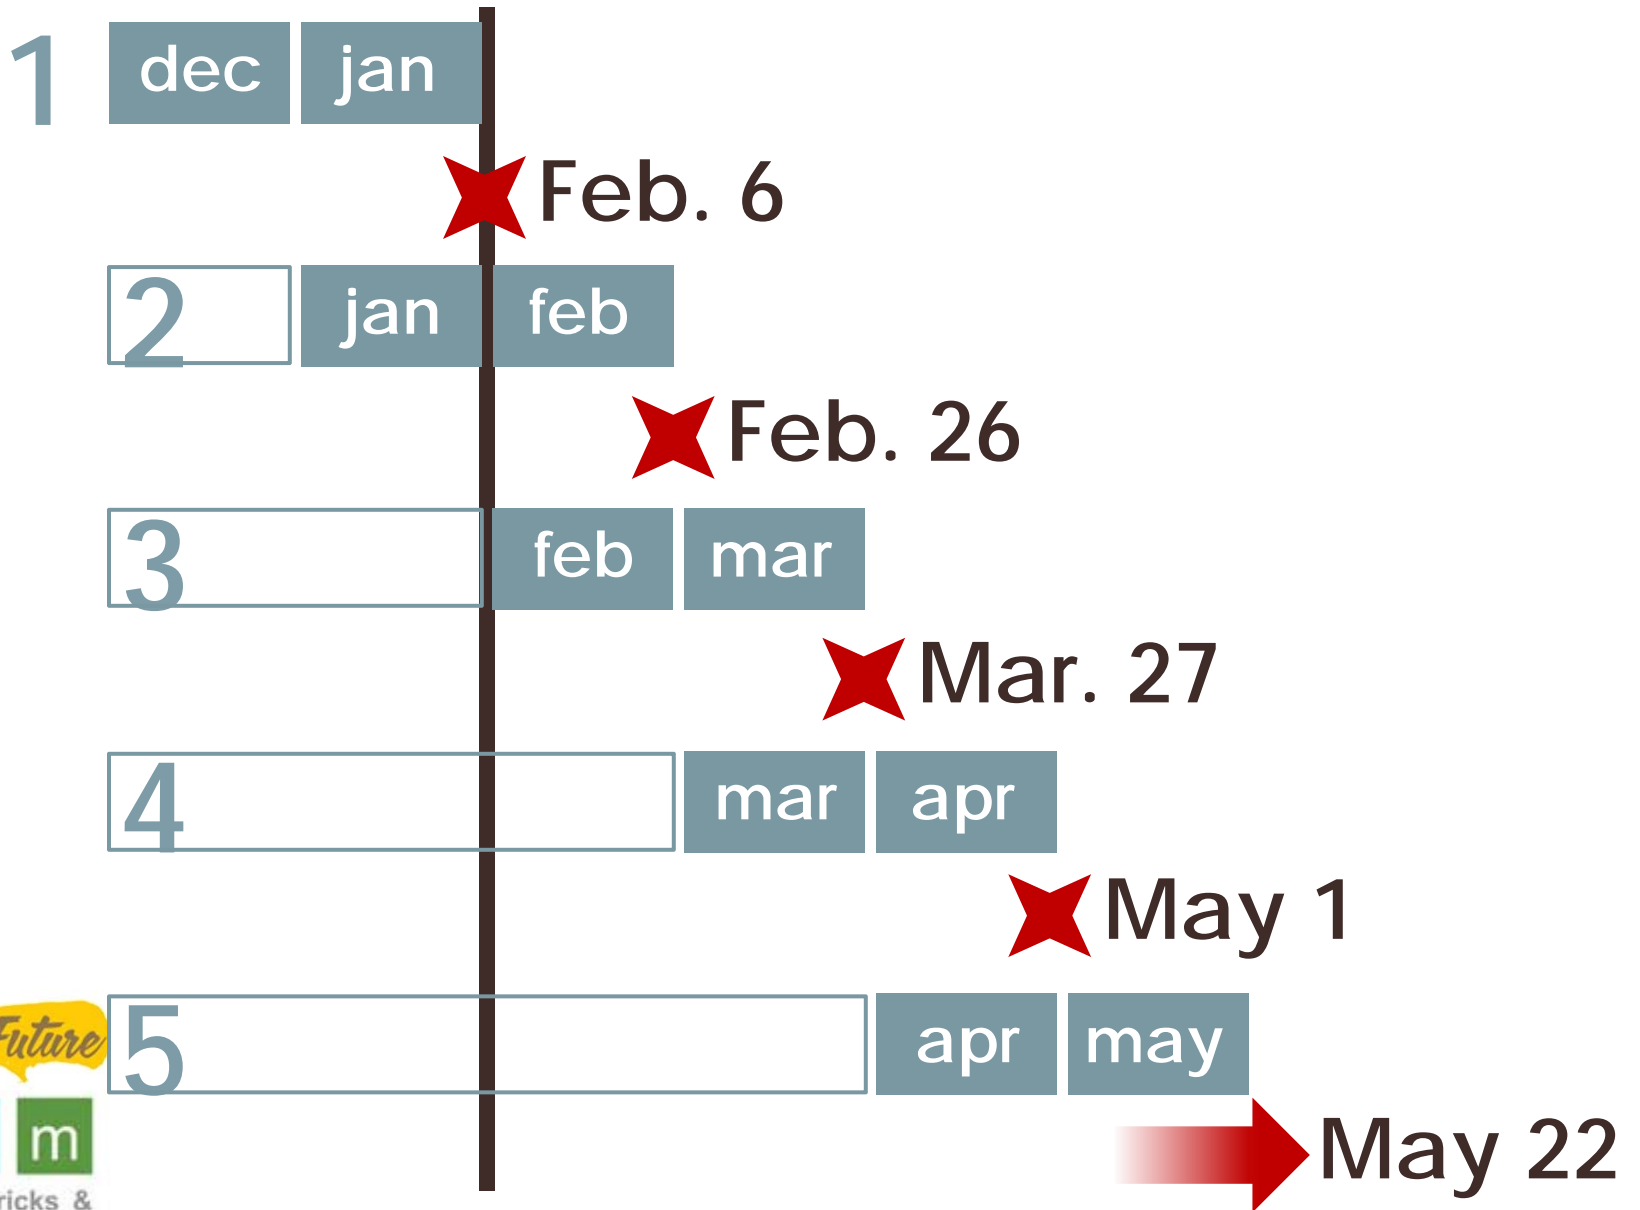 1 dec jan
Feb. 6
2 jan feb
Feb. 26
3 feb mar
Mar. 27
4 mar apr
May 1
Future
5 apr may
m
May 22
ricks &